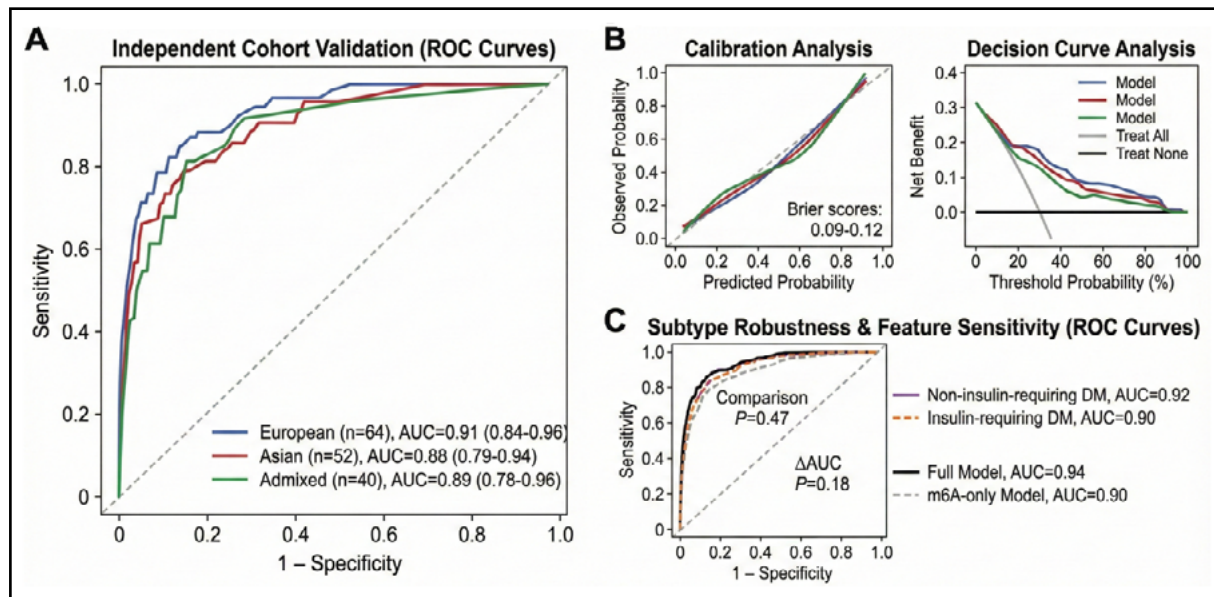 A
Independent Cohort Validation (ROC Curves)
1.0
0.8
0.6
0.4
0.2
0
Sensitivity
0
0.2
0.4
0.6
0.8
1.0
1 – Specificity
European (n=64), AUC=0.91 (0.84-0.96)
Asian (n=52), AUC=0.88 (0.79-0.94)
Admixed (n=40), AUC=0.89 (0.78-0.96)
B
Calibration Analysis
1.0
0.8
0.6
0.4
0.2
0.0
Observed Probability
Brier scores:
0.09-0.12
0.0
0.2
0.4
0.6
0.8
1.0
Predicted Probability
Decision Curve Analysis
0.4
0.3
0.2
0.1
0.0
Net Benefit
Model
Model
Model
Treat All
Treat None
0
20
40
60
80
100
Threshold Probability (%)
C
Subtype Robustness & Feature Sensitivity (ROC Curves)
1.0
0.8
0.6
0.4
0.2
0
Sensitivity
Comparison
P=0.47
ΔAUC
P=0.18
0
0.2
0.4
0.6
0.8
1.0
1 – Specificity
Non-insulin-requiring DM, AUC=0.92
Insulin-requiring DM, AUC=0.90
Full Model, AUC=0.94
m6A-only Model, AUC=0.90